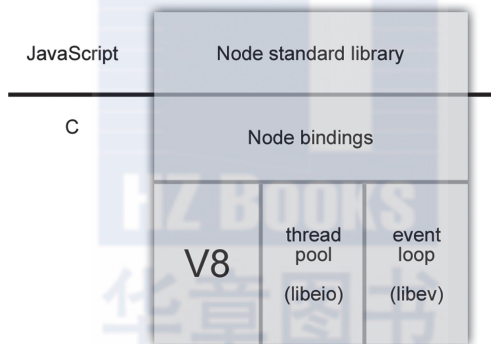 JavaScript
Node standard library
C
Node bindings
V8
thread
pool
(libeio)
event
loop
(libev)
HZ BOOKS
华章图书